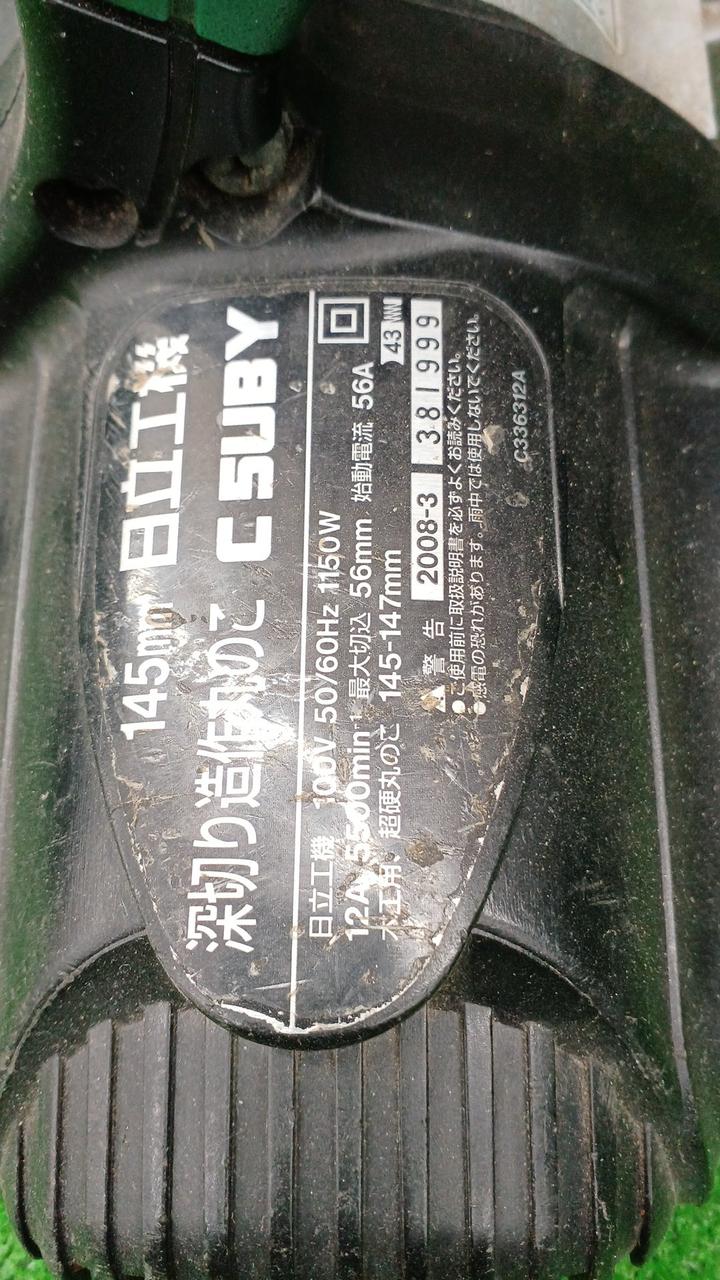 145mm 日立工機
深切り造作丸のこ C 5UBY
日立工機 100V 50/60Hz 1150W
12A 5500min⁻¹ 最大切込 56mm 始動電流 56A
木工用、超硬丸のこ 145-147mm
43
2008-3 381999
警告
●ご使用前に取扱説明書を必ずよくお読みください。
●感電の恐れがあります。雨中では使用しないでください。
C336312A